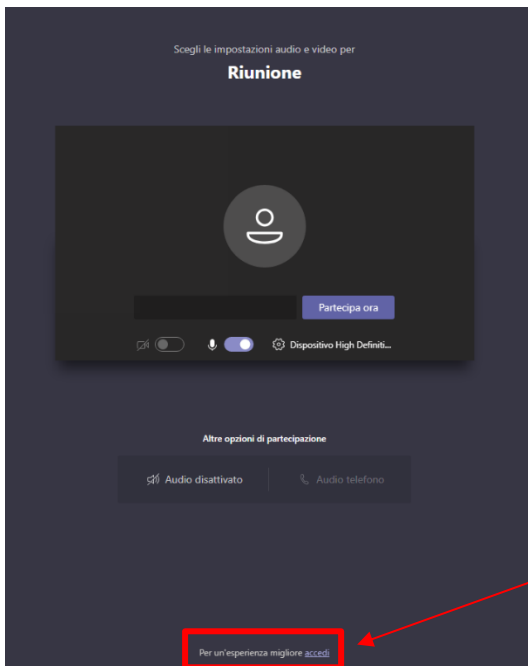 Scegli le impostazioni audio e video per
Riunione
Partecipa ora
Dispositivo High Definiti...
Altre opzioni di partecipazione
Audio disattivato
Audio telefono
Per un'esperienza migliore accedi